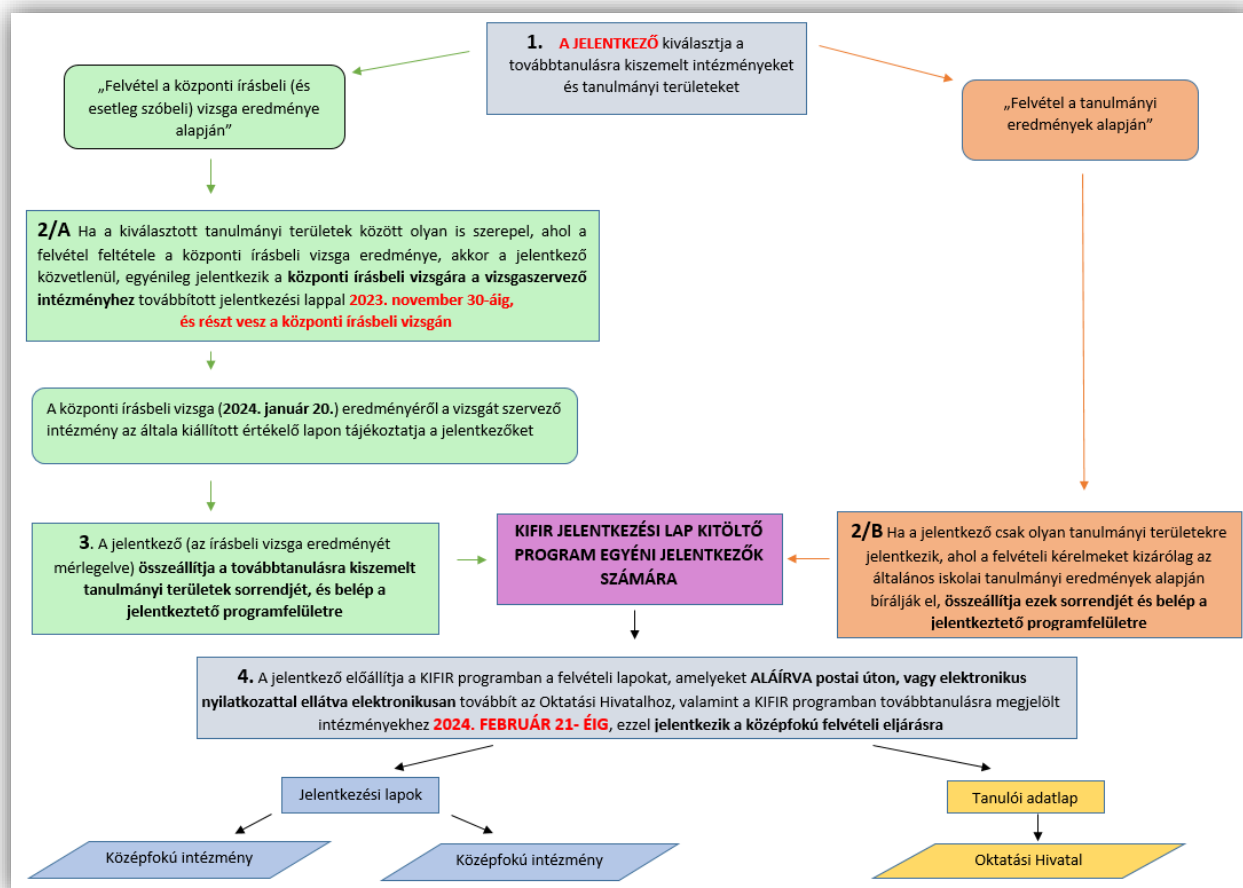 1. A JELENTKEZŐ kiválasztja a
továbbtanulásra kiszemelt intézményeket
és tanulmányi területeket
„Felvétel a központi írásbeli (és
esetleg szóbeli) vizsga eredménye
alapján”
„Felvétel a tanulmányi
eredmények alapján”
2/A Ha a kiválasztott tanulmányi területek között olyan is szerepel, ahol a
felvétel feltétele a központi írásbeli vizsga eredménye, akkor a jelentkező
közvetlenül, egyénileg jelentkezik a központi írásbeli vizsgára a vizsgaszervező
intézményhez továbbított jelentkezési lappal 2023. november 30-áig,
és részt vesz a központi írásbeli vizsgán
A központi írásbeli vizsga (2024. január 20.) eredményéről a vizsgát szervező
intézmény az általa kiállított értékelő lapon tájékoztatja a jelentkezőket
3. A jelentkező (az írásbeli vizsga eredményét
mérlegelve) összeállítja a továbbtanulásra kiszemelt
tanulmányi területek sorrendjét, és belép a
jelentkeztető programfelületre
KIFIR JELENTKEZÉSI LAP KITÖLTŐ
PROGRAM EGYÉNI JELENTKEZŐK
SZÁMÁRA
2/B Ha a jelentkező csak olyan tanulmányi területekre
jelentkezik, ahol a felvételi kérelmeket kizárólag az
általános iskolai tanulmányi eredmények alapján
bírálják el, összeállítja ezek sorrendjét és belép a
jelentkeztető programfelületre
4. A jelentkező előállítja a KIFIR programban a felvételi lapokat, amelyeket ALÁÍRVA postai úton, vagy elektronikus
nyilatkozattal ellátva elektronikusan továbbít az Oktatási Hivatalhoz, valamint a KIFIR programban továbbtanulásra megjelölt
intézményekhez 2024. FEBRUÁR 21- ÉIG, ezzel jelentkezik a középfokú felvételi eljárásra
Jelentkezési lapok
Tanulói adatlap
Középfokú intézmény
Középfokú intézmény
Oktatási Hivatal